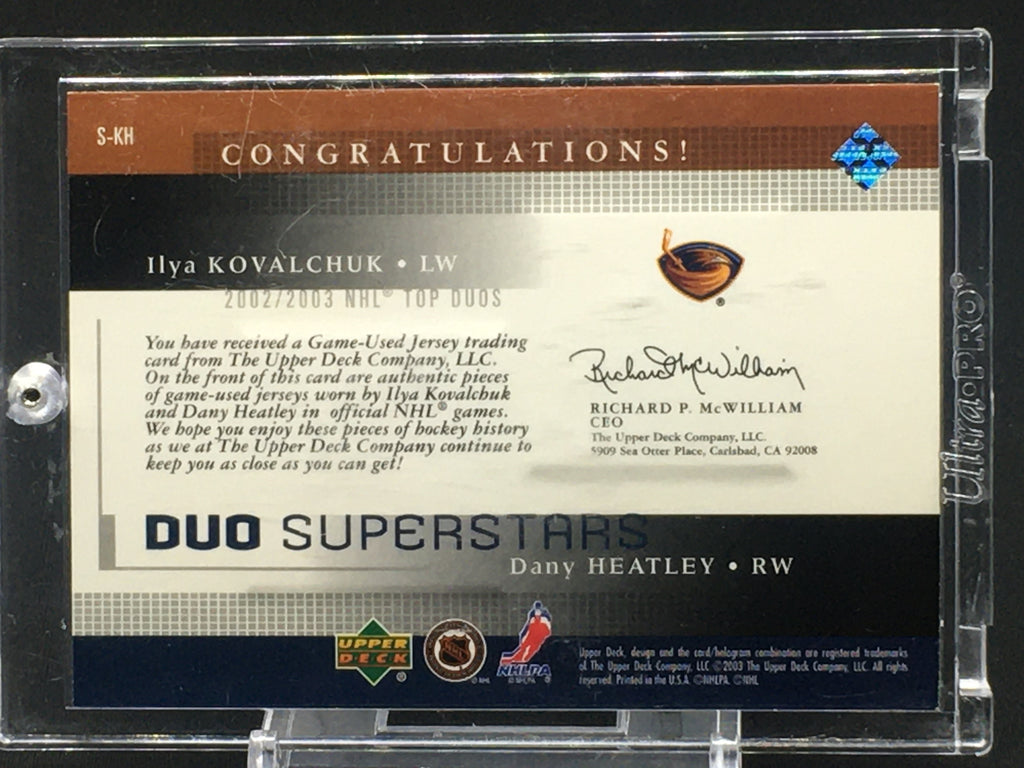 S-KH
CONGRATULATIONS!
Ilya KOVALCHUK • LW
2002/2003 NHL® TOP DUOS
You have received a Game-Used Jersey trading
card from The Upper Deck Company, LLC.
On the front of this card are authentic pieces
of game-used jerseys worn by Ilya Kovalchuk
and Dany Heatley in official NHL® games.
We hope you enjoy these pieces of hockey history
as we at The Upper Deck Company continue to
keep you as close as you can get!
®
Richard McWilliam
RICHARD P. McWILLIAM
CEO
The Upper Deck Company, LLC.
5909 Sea Otter Place, Carlsbad, CA 92008
DUO SUPERSTARS
Dany HEATLEY • RW
UPPER
DECK
®
NHL
© NHL
NHLPA
© NHLPA ®
Upper Deck, design and the card/hologram combination are registered trademarks
of The Upper Deck Company, LLC ©2003 The Upper Deck Company, LLC. All rights
reserved. Printed in the U.S.A. ©NHLPA ©NHL
Ultra•PRO®